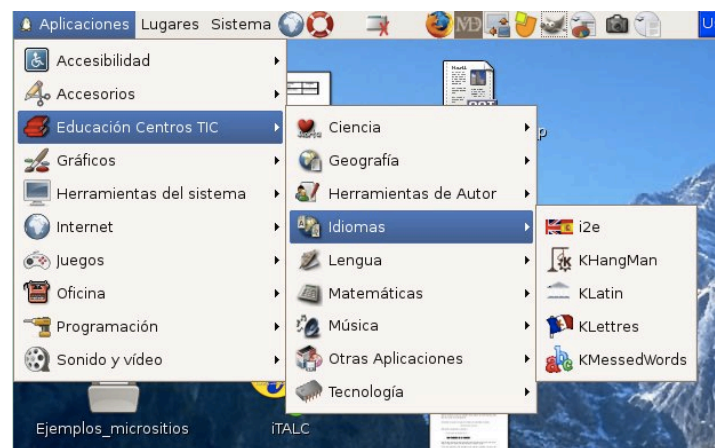 Aplicaciones Lugares Sistema
Accesibilidad
Accesorios
Educación Centros TIC
Gráficos
Herramientas del sistema
Internet
Juegos
Oficina
Programación
Sonido y vídeo
Ciencia
Geografía
Herramientas de Autor
Idiomas
Lengua
Matemáticas
Música
Otras Aplicaciones
Tecnología
i2e
KHangMan
KLatin
KLettres
KMessedWords
Ejemplos_micrositios
iTALC